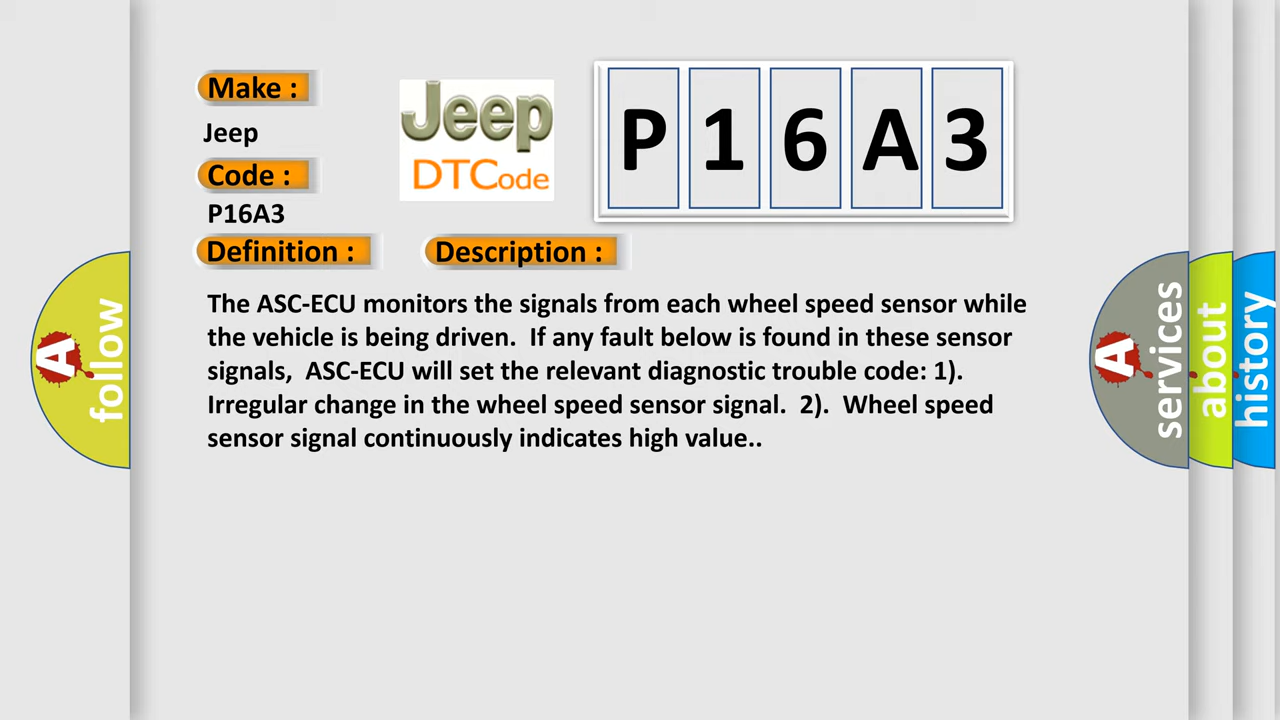 Make :
Jeep
Code :
P16A3
Jeep
DTCode
P16A3
Definition :
Description :
The ASC-ECU monitors the signals from each wheel speed sensor while
the vehicle is being driven. If any fault below is found in these sensor
signals, ASC-ECU will set the relevant diagnostic trouble code: 1).
Irregular change in the wheel speed sensor signal. 2). Wheel speed
sensor signal continuously indicates high value..
A follow
A services
about
history